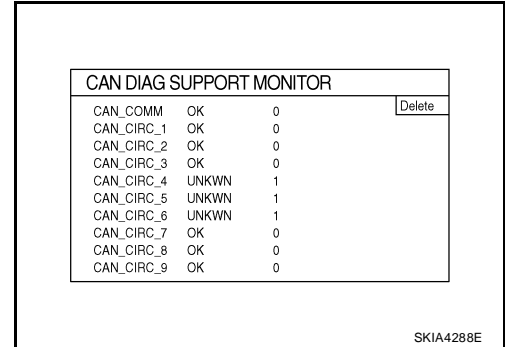 CAN DIAG SUPPORT MONITOR
Delete
CAN_COMM OK 0
CAN_CIRC_1 OK 0
CAN_CIRC_2 OK 0
CAN_CIRC_3 OK 0
CAN_CIRC_4 UNKWN 1
CAN_CIRC_5 UNKWN 1
CAN_CIRC_6 UNKWN 1
CAN_CIRC_7 OK 0
CAN_CIRC_8 OK 0
CAN_CIRC_9 OK 0
SKIA4288E